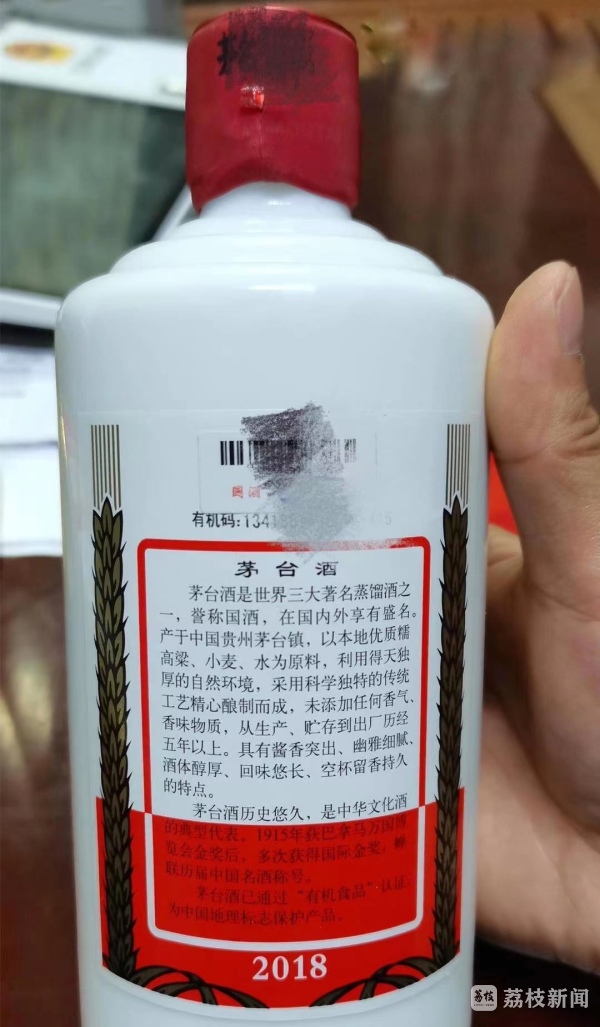 国酒
有机码:134
茅台酒
茅台酒是世界三大著名蒸馏酒之
一，誉称国酒，在国内外享有盛名。
产于中国贵州茅台镇，以本地优质糯
高粱、小麦、水为原料，利用得天独
厚的自然环境，采用科学独特的传统
工艺精心酿制而成，未添加任何香气、
香味物质，从生产、贮存到出厂历经
五年以上。具有酱香突出、幽雅细腻、
酒体醇厚、回味悠长、空杯留香持久
的特点。
茅台酒历史悠久，是中华文化酒
的典型代表，1915年获巴拿马万国博
览会金奖后，多次获得国际金奖，蝉
联历届中国名酒称号。
茅台酒已通过“有机食品”认证，
为中国地理标志保护产品。
2018
荔枝 荔枝新闻